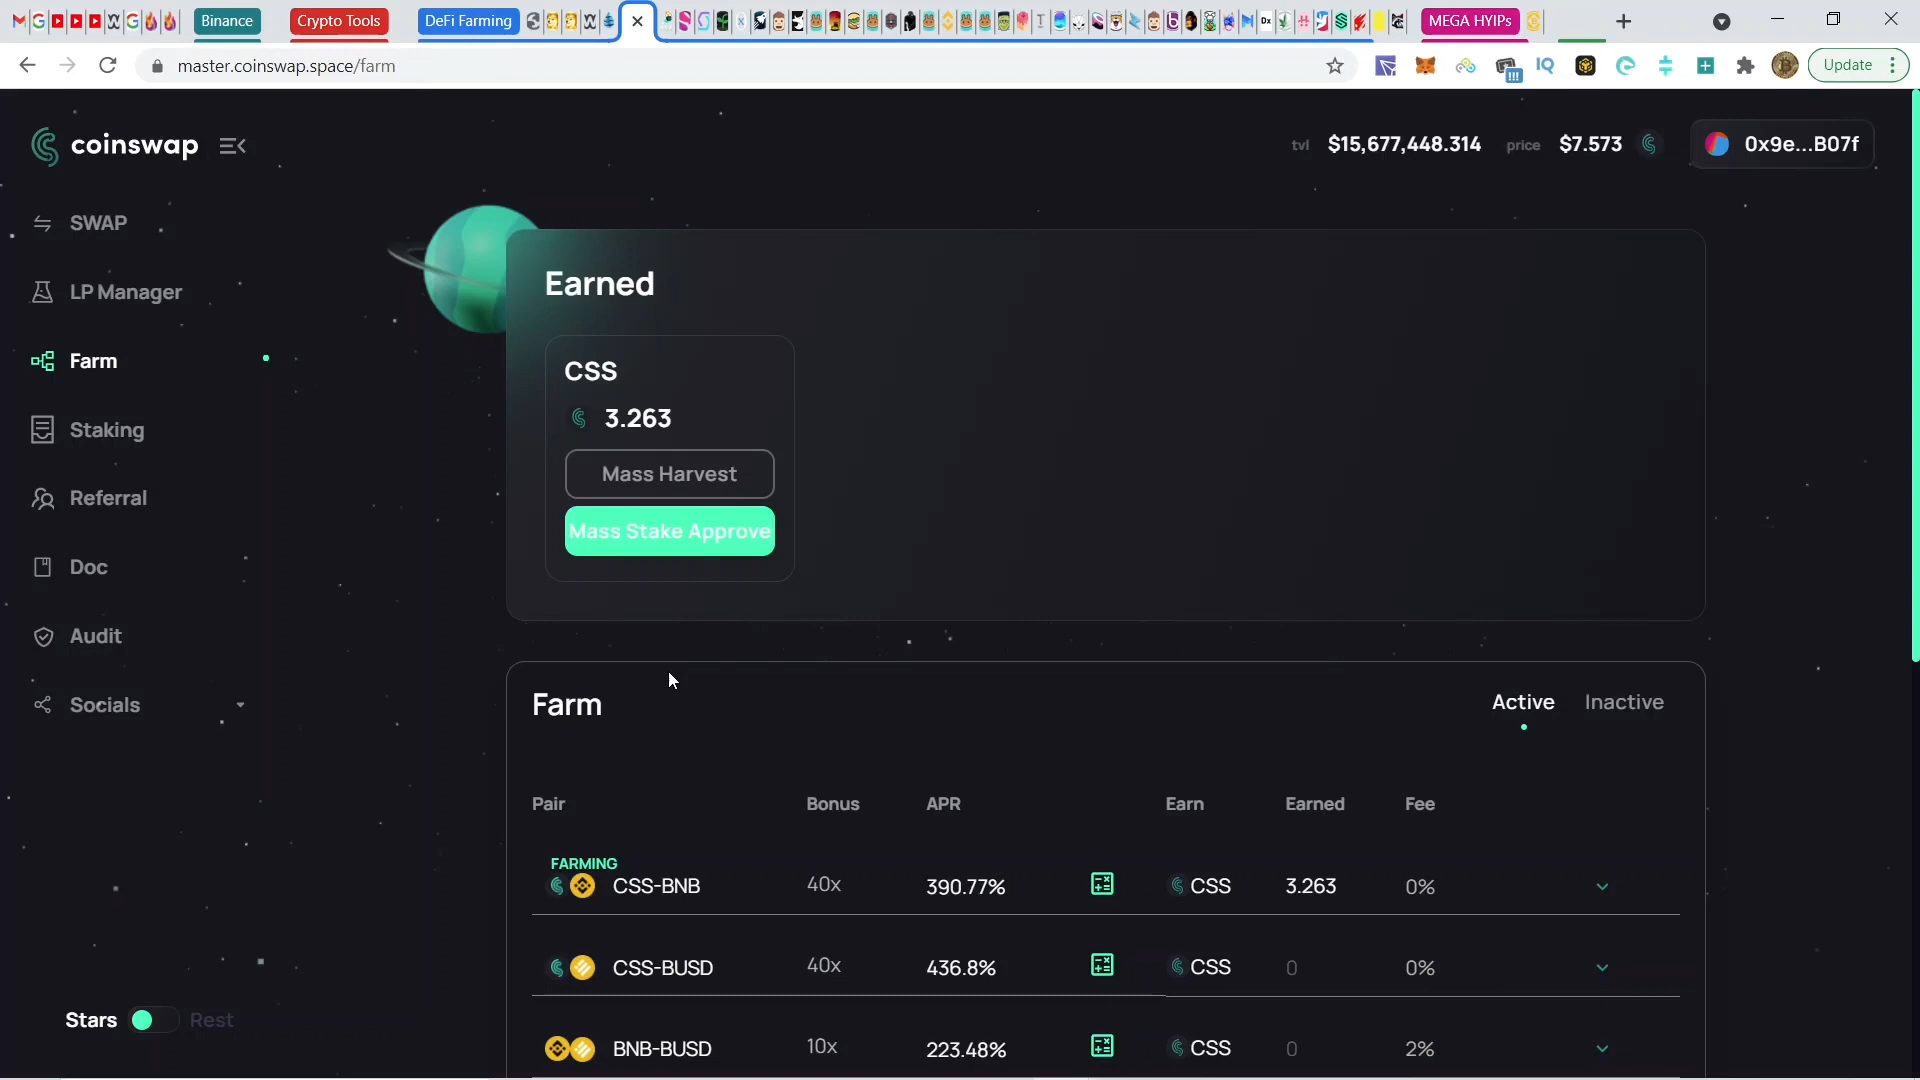 Binance
Crypto Tools
DeFi Farming
MEGA HYIPs
master.coinswap.space/farm
Update
coinswap
tvl $15,677,448.314 price $7.573
0x9e...B07f
SWAP
LP Manager
Farm
Staking
Referral
Doc
Audit
Socials
Stars Rest
Earned
CSS
3.263
Mass Harvest
Mass Stake Approve
Farm
Active Inactive
Pair Bonus APR Earn Earned Fee
FARMING
CSS-BNB 40x 390.77% CSS 3.263 0%
CSS-BUSD 40x 436.8% CSS 0 0%
BNB-BUSD 10x 223.48% CSS 0 2%